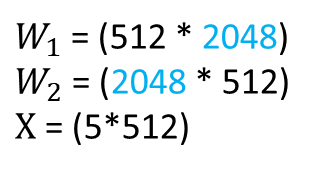 W₁ = (512 * 2048)
W₂ = (2048 * 512)
X = (5*512)